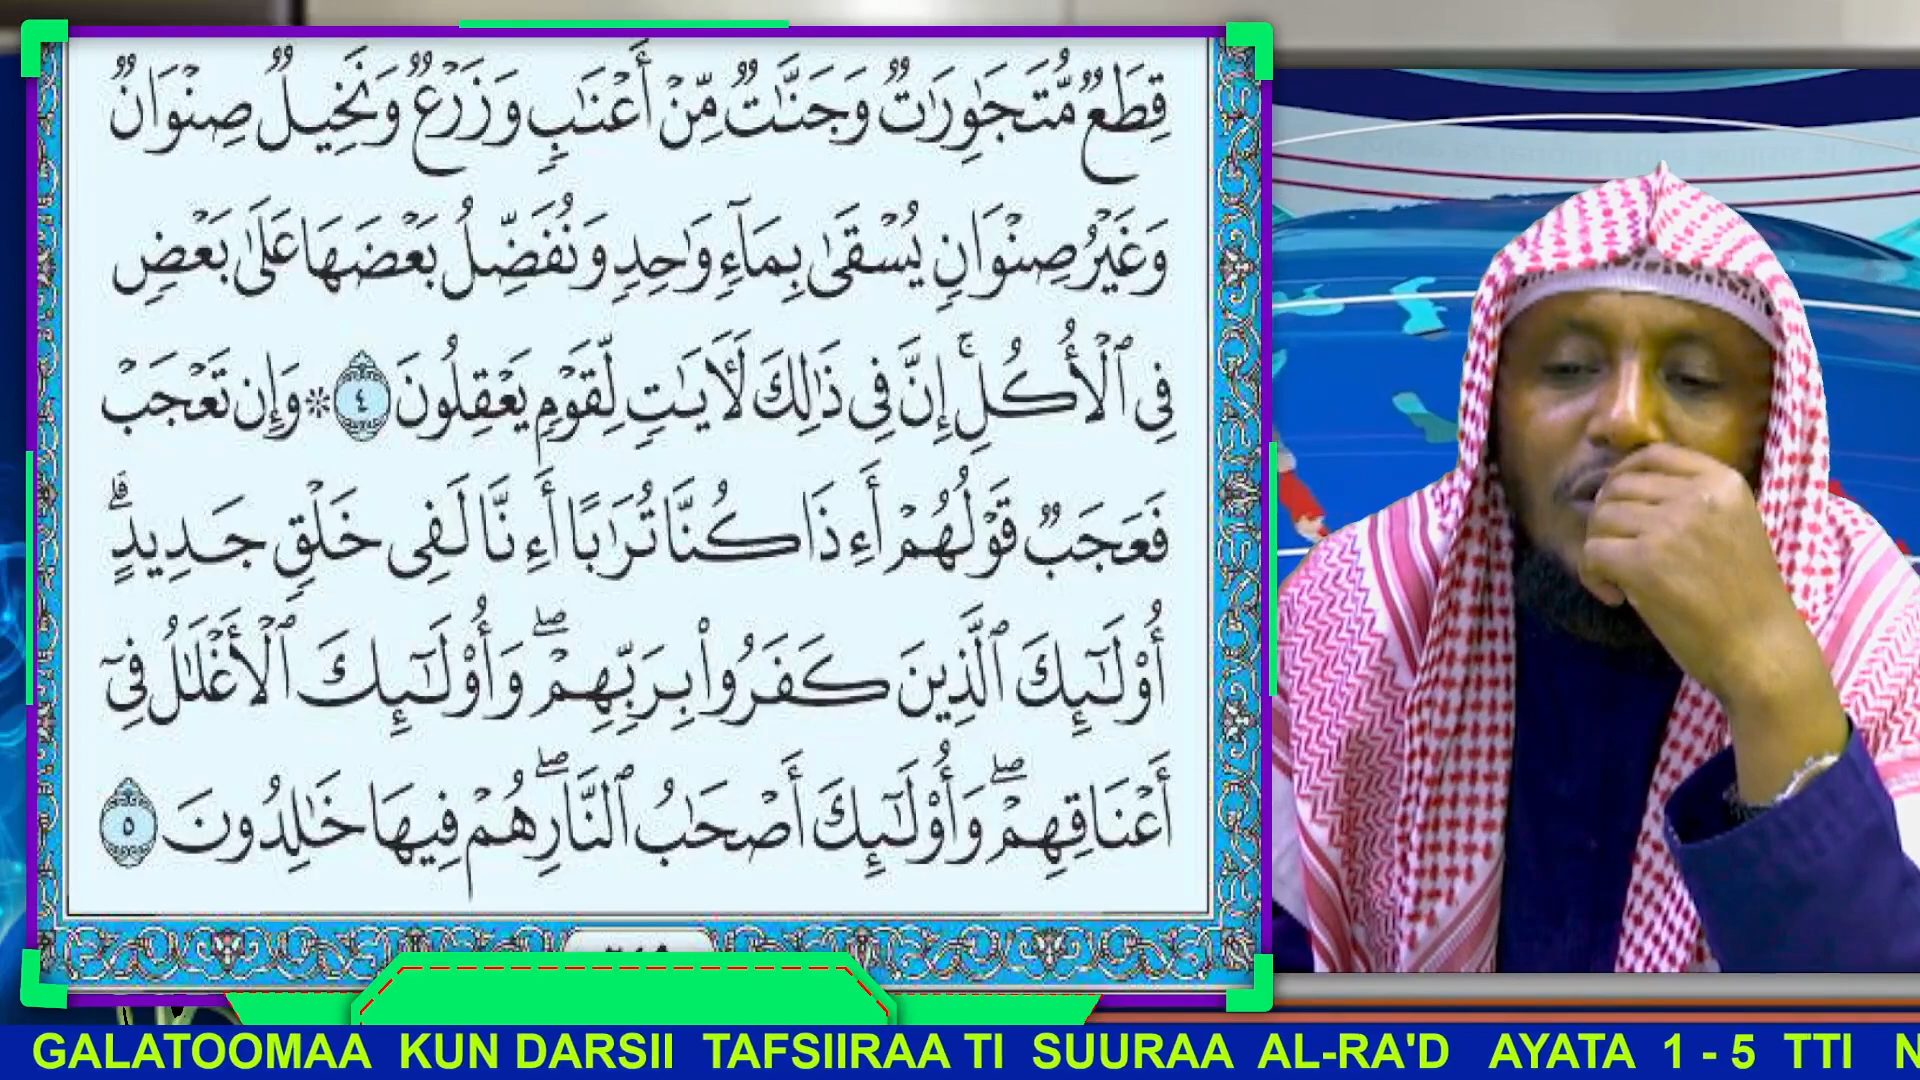 قِطَعٌ مُّتَجَٰوِرَٰتٌ وَجَنَّٰتٌ مِّنْ أَعْنَٰبٍ وَزَرْعٌ وَنَخِيلٌ صِنْوَانٌ
وَغَيْرُ صِنْوَانٍ يُسْقَىٰ بِمَآءٍ وَٰحِدٍ وَنُفَضِّلُ بَعْضَهَا عَلَىٰ بَعْضٍ
فِى ٱلْأُكُلِ ۚ إِنَّ فِى ذَٰلِكَ لَءَايَٰتٍ لِّقَوْمٍ يَعْقِلُونَ ٤ ۞ وَإِن تَعْجَبْ
فَعَجَبٌ قَوْلُهُمْ أَءِذَا كُنَّا تُرَٰبًا أَءِنَّا لَفِى خَلْقٍ جَدِيدٍ ۗ
أُو۟لَٰٓئِكَ ٱلَّذِينَ كَفَرُوا۟ بِرَبِّهِمْ ۖ وَأُو۟لَٰٓئِكَ ٱلْأَغْلَٰلُ فِىٓ
أَعْنَاقِهِمْ ۖ وَأُو۟لَٰٓئِكَ أَصْحَٰبُ ٱلنَّارِ ۖ هُمْ فِيهَا خَٰلِدُونَ ٥
GALATOOMAA KUN DARSII TAFSIIRAA TI SUURAA AL-RA'D AYATA 1 - 5 TTI N